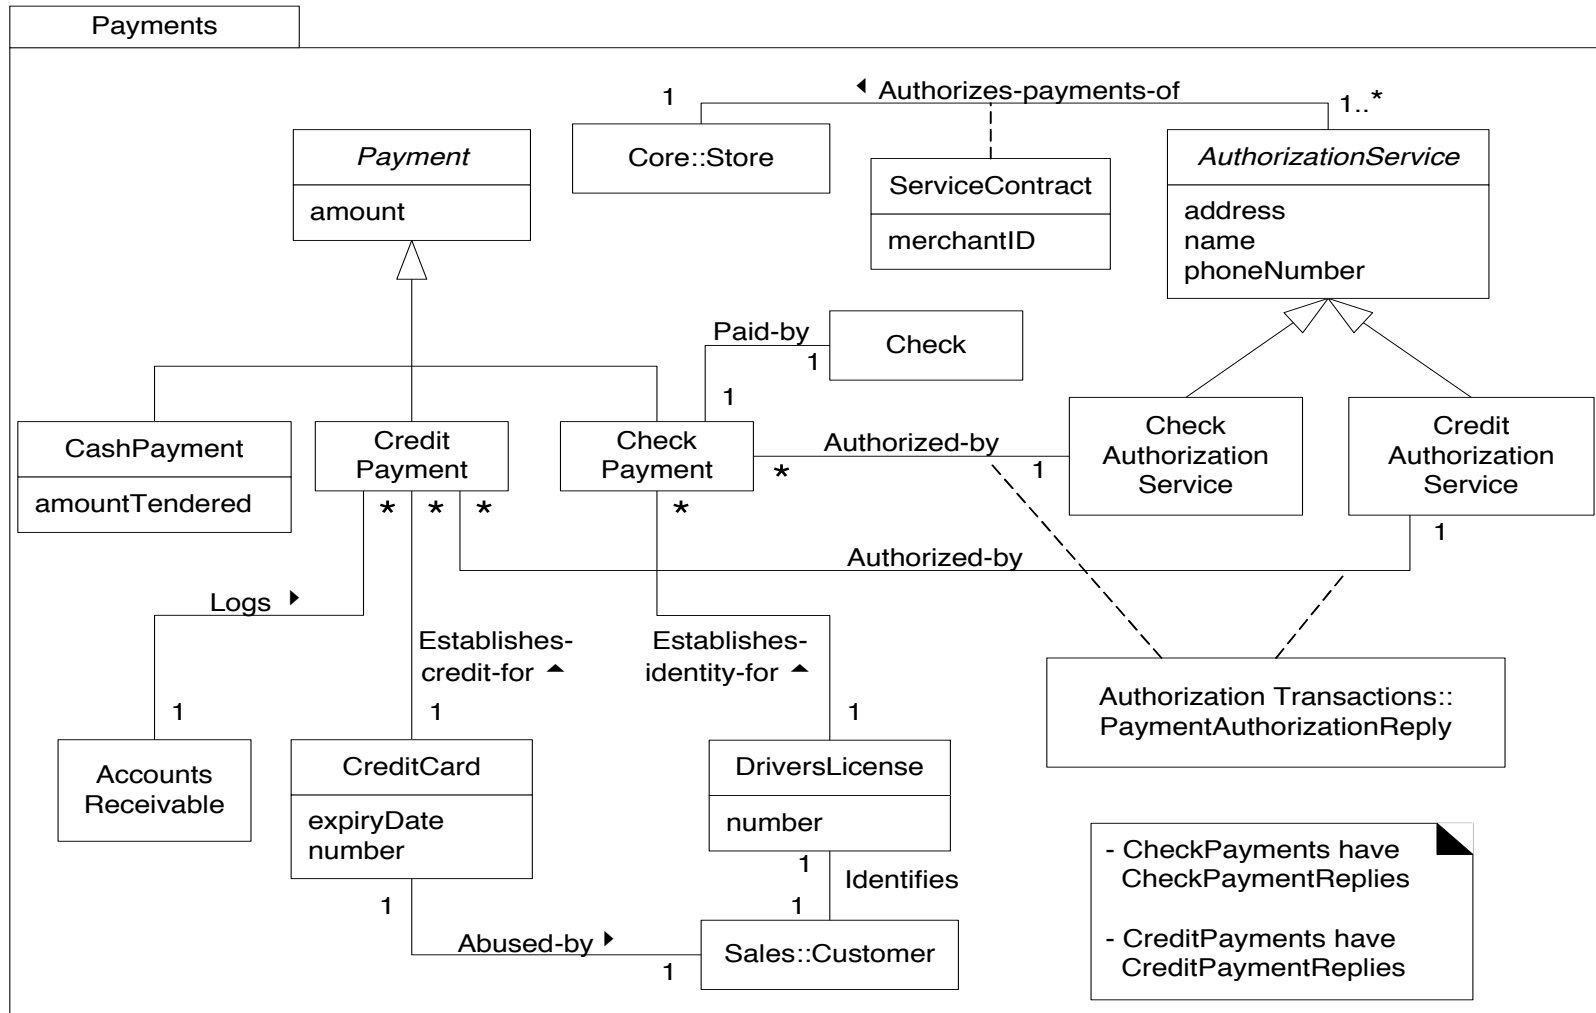 Payments
Authorizes-payments-of
1
1..*
Payment
amount
Core::Store
ServiceContract
merchantID
AuthorizationService
address
name
phoneNumber
Paid-by
1
1
Check
CashPayment
amountTendered
Credit
Payment
Check
Payment
Authorized-by
*
1
Check
Authorization
Service
Credit
Authorization
Service
*
*
*
*
1
Authorized-by
Logs
Establishes-
credit-for
Establishes-
identity-for
1
1
1
Authorization Transactions::
PaymentAuthorizationReply
Accounts
Receivable
CreditCard
expiryDate
number
DriversLicense
number
1
1
Identifies
1
Abused-by
1
Sales::Customer
- CheckPayments have
CheckPaymentReplies
- CreditPayments have
CreditPaymentReplies